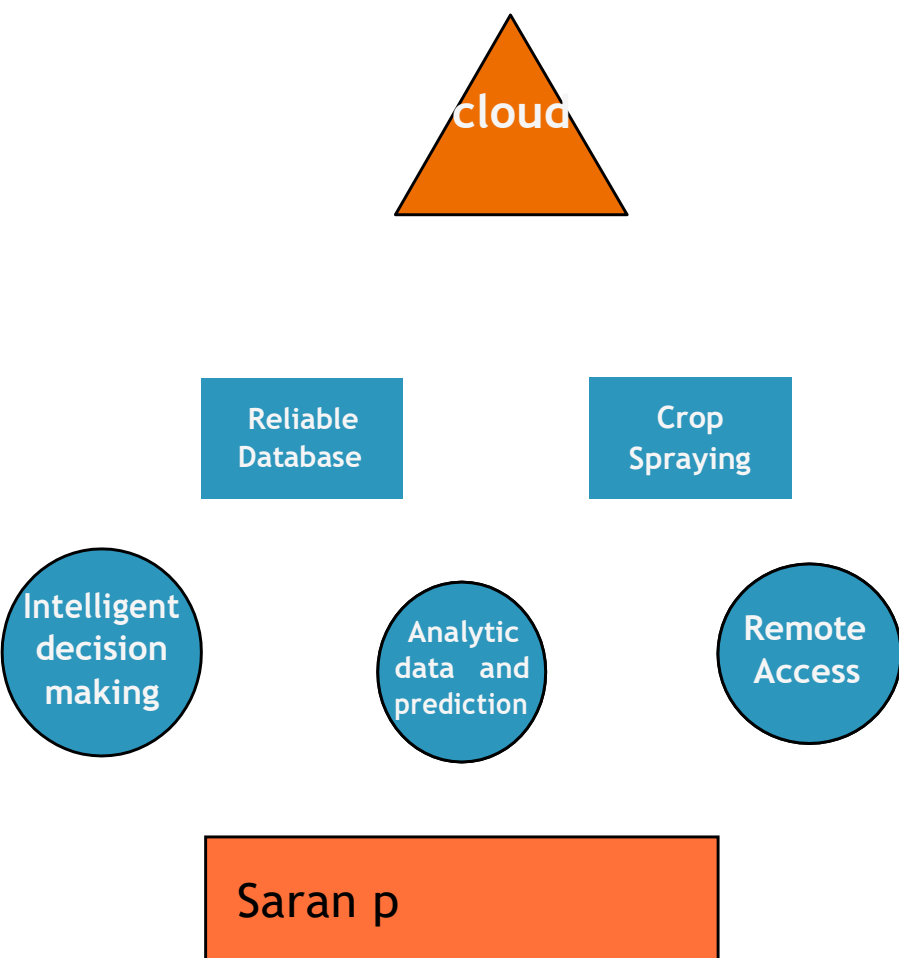 cloud
Reliable
Database
Crop
Spraying
Intelligent
decision
making
Analytic
data and
prediction
Remote
Access
Saran p